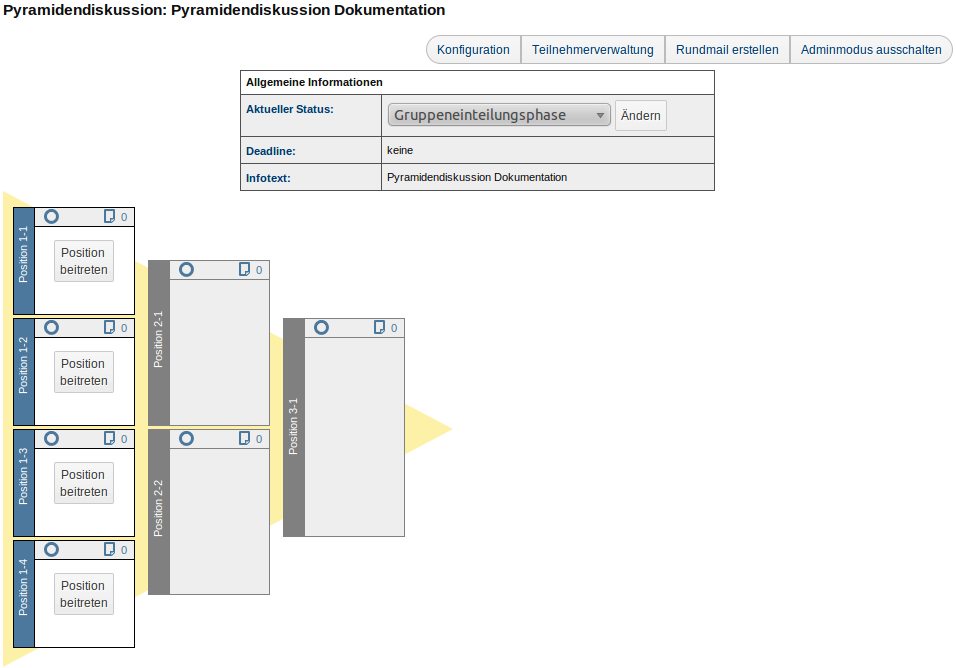 Pyramidendiskussion: Pyramidendiskussion Dokumentation
Konfiguration Teilnehmerverwaltung Rundmail erstellen Adminmodus ausschalten
Allgemeine Informationen
Aktueller Status: Gruppeneinteilungsphase Ändern
Deadline: keine
Infotext: Pyramidendiskussion Dokumentation
Position 1-1
0
Position
beitreten
Position 1-2
0
Position
beitreten
Position 1-3
0
Position
beitreten
Position 1-4
0
Position
beitreten
Position 2-1
0
Position 2-2
0
Position 3-1
0